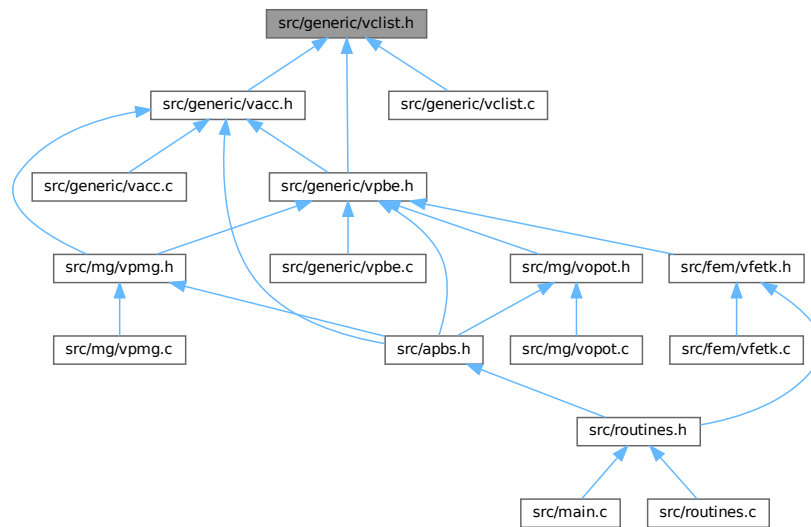 src/generic/vclist.h
src/generic/vacc.h
src/generic/vclist.c
src/generic/vacc.c
src/generic/vpbe.h
src/mg/vpmg.h
src/generic/vpbe.c
src/mg/vopot.h
src/fem/vfetk.h
src/mg/vpmg.c
src/apbs.h
src/mg/vopot.c
src/fem/vfetk.c
src/routines.h
src/main.c
src/routines.c